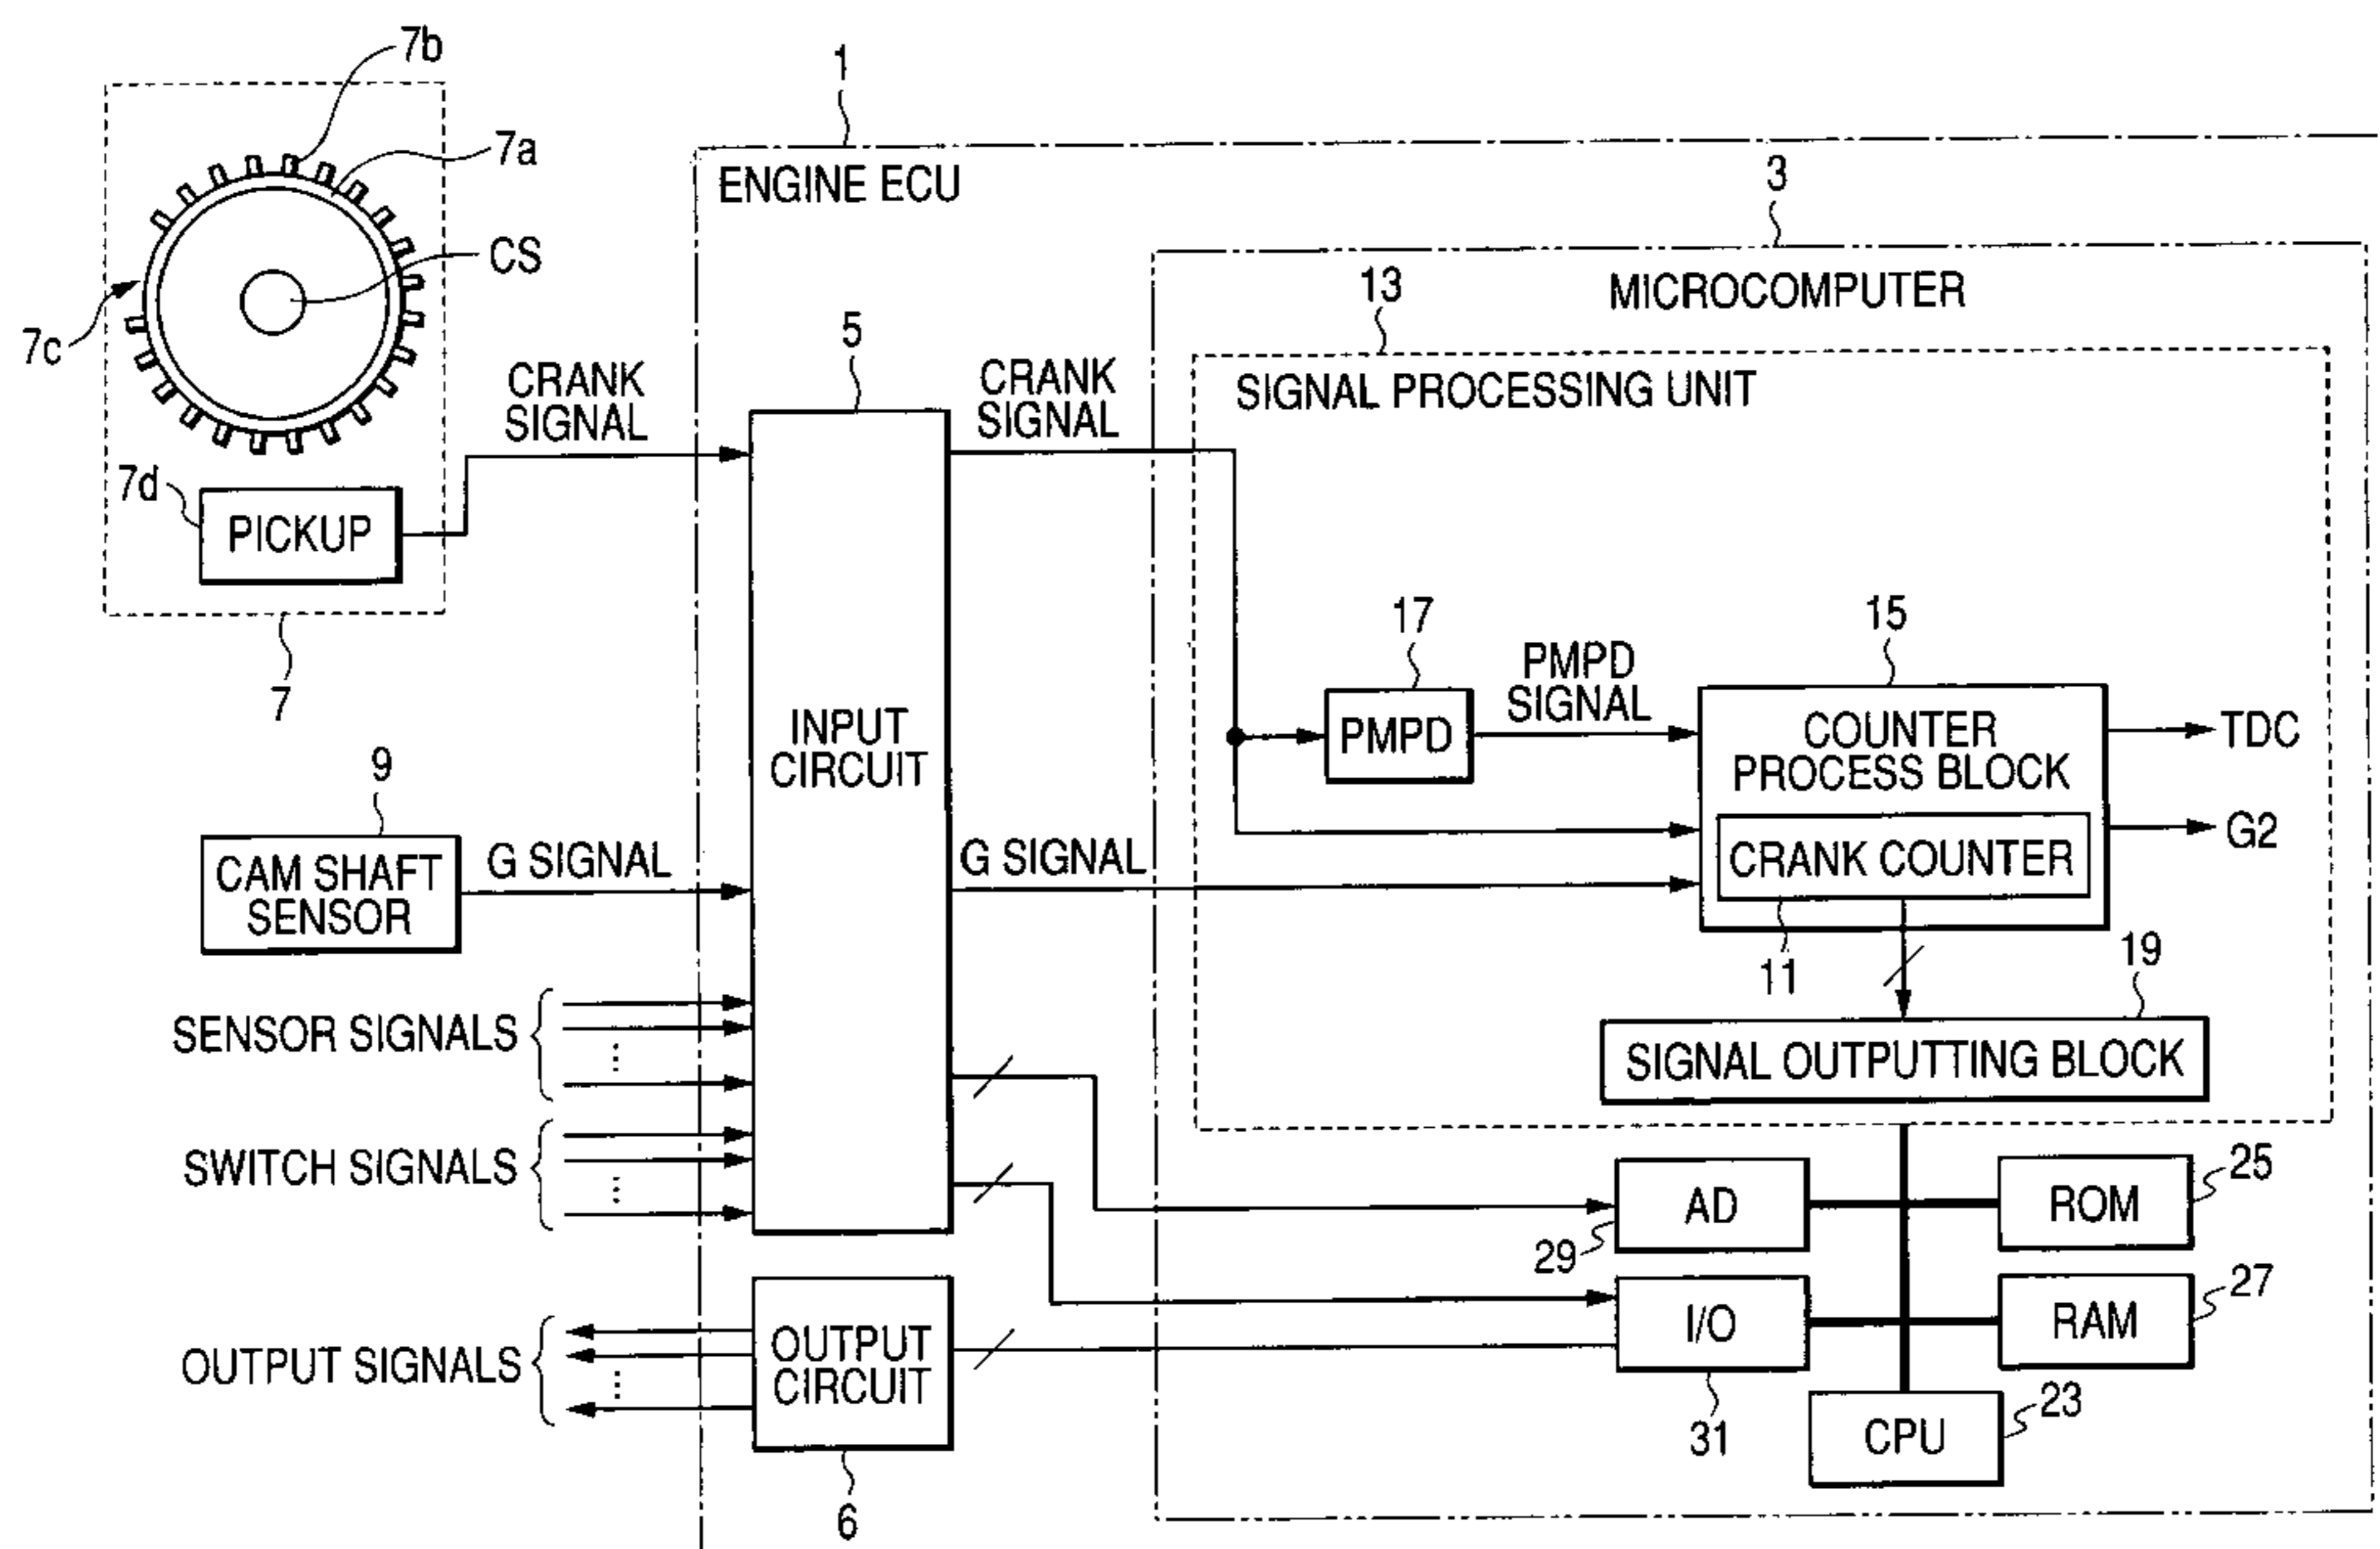 7b
1
7a
ENGINE ECU
3
CS
13
MICROCOMPUTER
7c
5
CRANK
SIGNAL
CRANK
SIGNAL
SIGNAL PROCESSING UNIT
7d
PICKUP
17
15
PMPD
SIGNAL
7
INPUT
CIRCUIT
PMPD
COUNTER
PROCESS BLOCK
TDC
9
G2
CAM SHAFT
SENSOR
G SIGNAL
G SIGNAL
CRANK COUNTER
11
19
SENSOR SIGNALS
SIGNAL OUTPUTTING BLOCK
SWITCH SIGNALS
25
AD
ROM
29
27
I/O
RAM
OUTPUT SIGNALS
OUTPUT
CIRCUIT
23
31
CPU
6